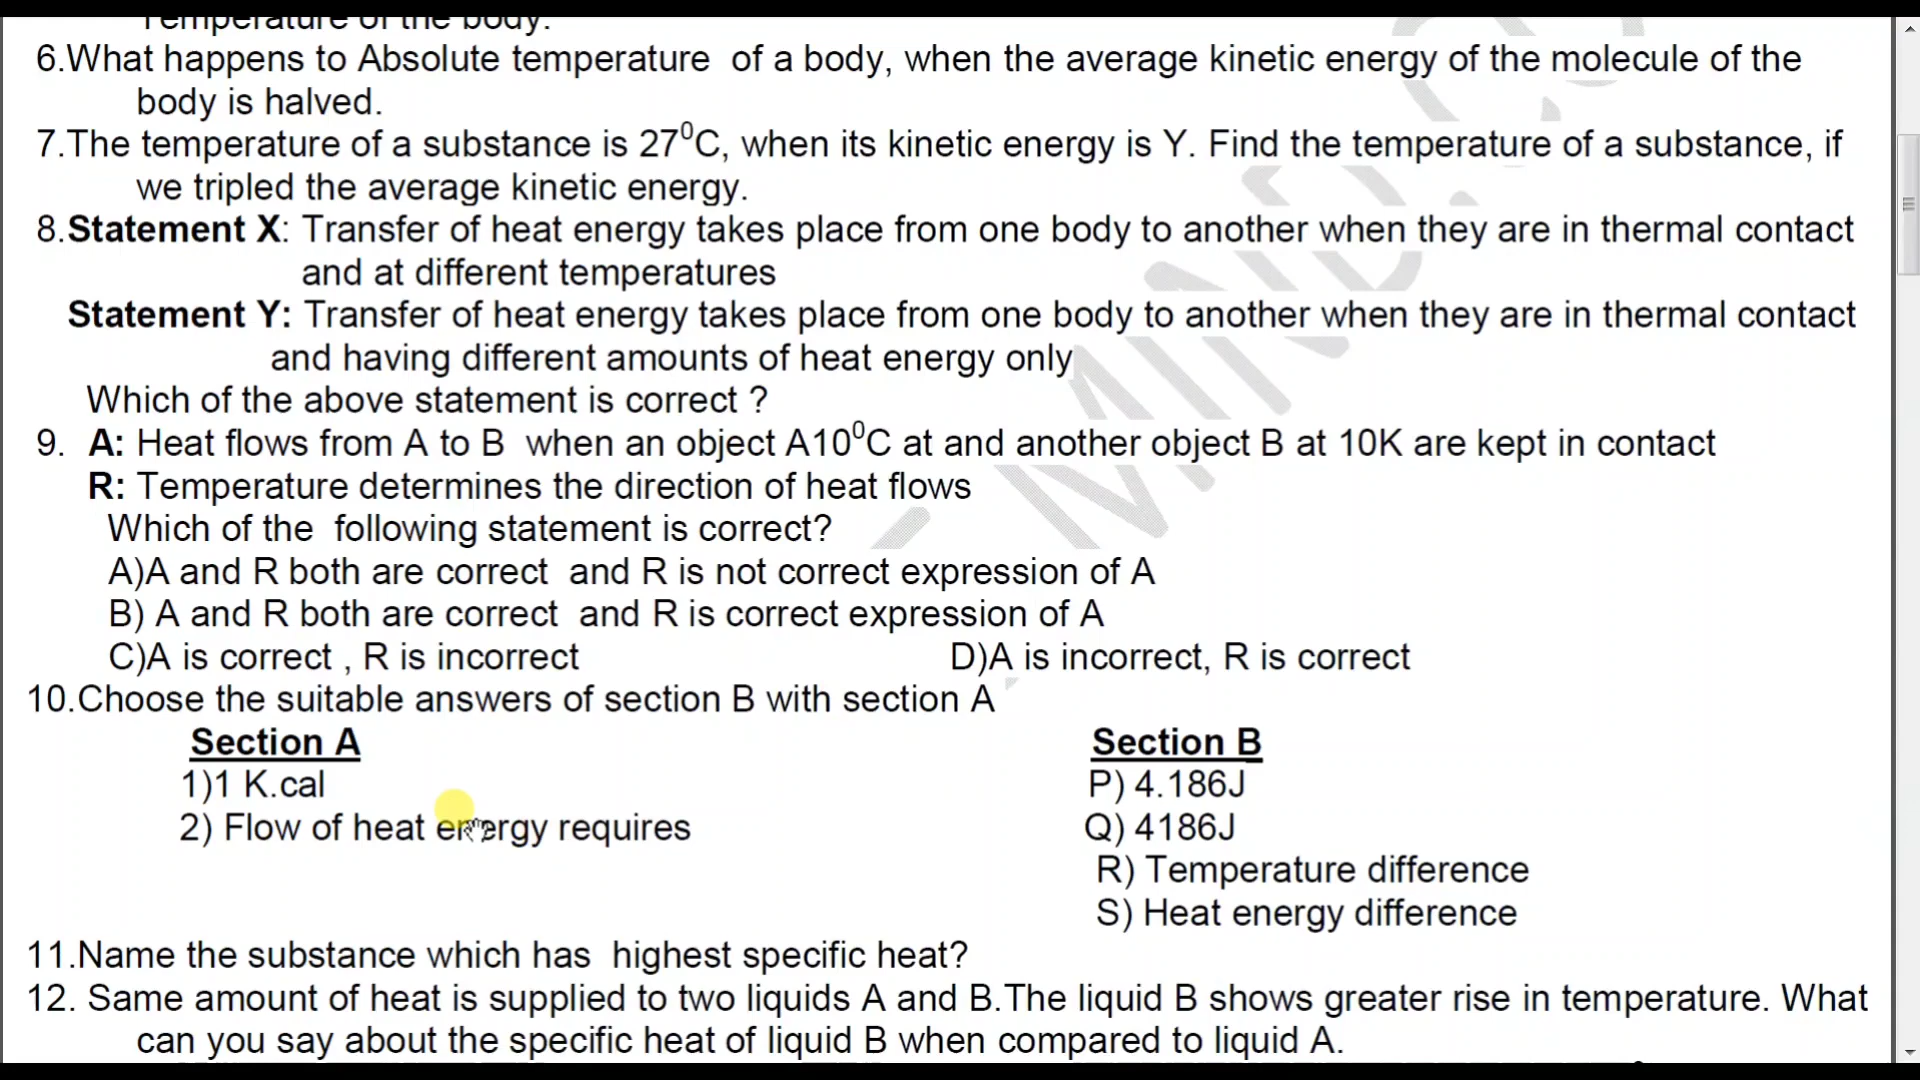 Temperature of the body.
6.What happens to Absolute temperature of a body, when the average kinetic energy of the molecule of the
body is halved.
7.The temperature of a substance is 27⁰C, when its kinetic energy is Y. Find the temperature of a substance, if
we tripled the average kinetic energy.
8.Statement X: Transfer of heat energy takes place from one body to another when they are in thermal contact
and at different temperatures
Statement Y: Transfer of heat energy takes place from one body to another when they are in thermal contact
and having different amounts of heat energy only
Which of the above statement is correct ?
9. A: Heat flows from A to B when an object A10⁰C at and another object B at 10K are kept in contact
R: Temperature determines the direction of heat flows
Which of the following statement is correct?
A)A and R both are correct and R is not correct expression of A
B) A and R both are correct and R is correct expression of A
C)A is correct , R is incorrect D)A is incorrect, R is correct
10.Choose the suitable answers of section B with section A
Section A Section B
1)1 K.cal P) 4.186J
2) Flow of heat energy requires Q) 4186J
R) Temperature difference
S) Heat energy difference
11.Name the substance which has highest specific heat?
12. Same amount of heat is supplied to two liquids A and B.The liquid B shows greater rise in temperature. What
can you say about the specific heat of liquid B when compared to liquid A.